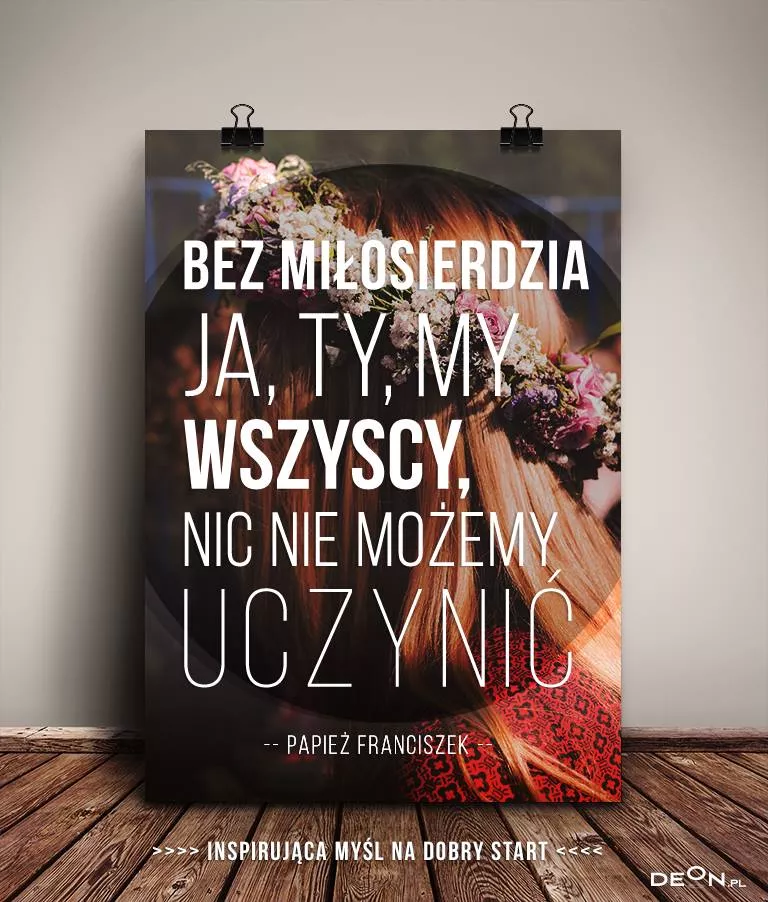 BEZ MIŁOSIERDZIA
JA, TY, MY
WSZYSCY,
NIC NIE MOŻEMY
UCZYNIĆ
-- PAPIEŻ FRANCISZEK --
>>>> INSPIRUJĄCA MYŚL NA DOBRY START <<<<
DEON.PL